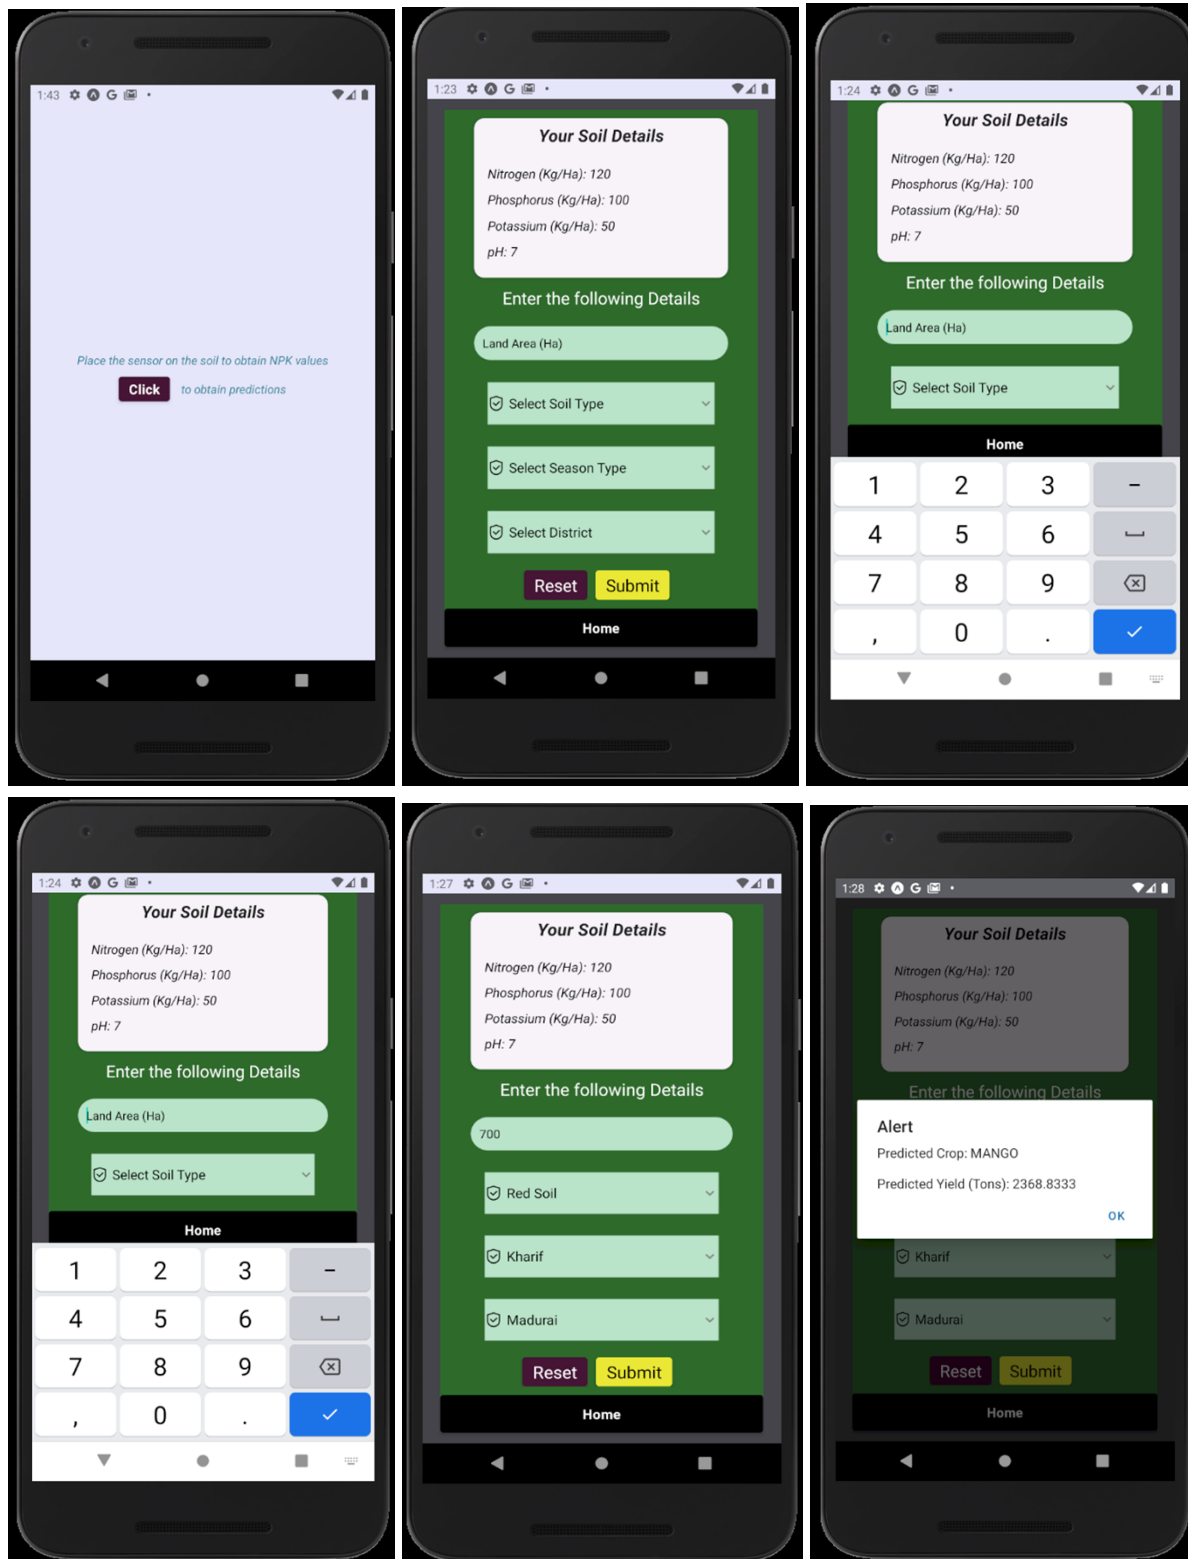 1:43 G
Place the sensor on the soil to obtain NPK values
Click to obtain predictions
1:23 G
Your Soil Details
Nitrogen (Kg/Ha): 120
Phosphorus (Kg/Ha): 100
Potassium (Kg/Ha): 50
pH: 7
Enter the following Details
Land Area (Ha)
Select Soil Type
Select Season Type
Select District
Reset Submit
Home
1:24 G
Your Soil Details
Nitrogen (Kg/Ha): 120
Phosphorus (Kg/Ha): 100
Potassium (Kg/Ha): 50
pH: 7
Enter the following Details
Land Area (Ha)
Select Soil Type
Home
1 2 3 −
4 5 6
7 8 9
, 0 .
1:24 G
Your Soil Details
Nitrogen (Kg/Ha): 120
Phosphorus (Kg/Ha): 100
Potassium (Kg/Ha): 50
pH: 7
Enter the following Details
Land Area (Ha)
Select Soil Type
Home
1 2 3 −
4 5 6
7 8 9
, 0 .
1:27 G
Your Soil Details
Nitrogen (Kg/Ha): 120
Phosphorus (Kg/Ha): 100
Potassium (Kg/Ha): 50
pH: 7
Enter the following Details
700
Red Soil
Kharif
Madurai
Reset Submit
Home
1:28 G
Your Soil Details
Nitrogen (Kg/Ha): 120
Phosphorus (Kg/Ha): 100
Potassium (Kg/Ha): 50
pH: 7
Enter the following Details
Alert
Predicted Crop: MANGO
Predicted Yield (Tons): 2368.8333
OK
Kharif
Madurai
Reset Submit
Home